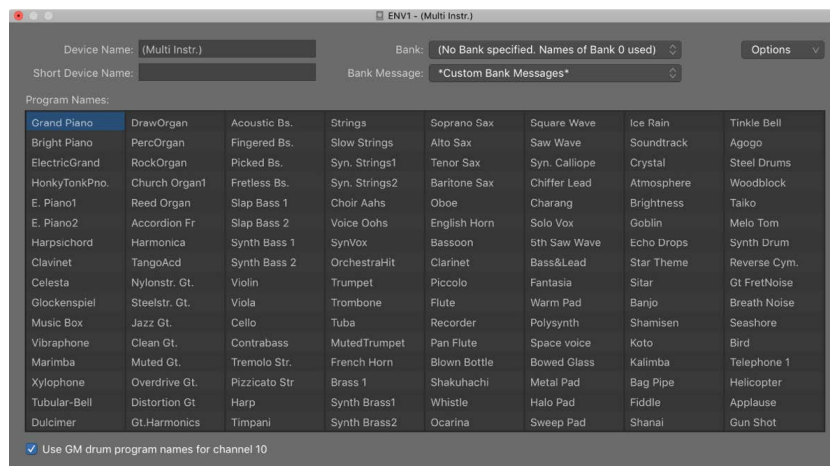 ENV1 - (Multi Instr.)
Device Name: (Multi Instr.) Bank: (No Bank specified. Names of Bank 0 used) Options
Short Device Name: Bank Message: *Custom Bank Messages*
Program Names:
Grand Piano DrawOrgan Acoustic Bs. Strings Soprano Sax Square Wave Ice Rain Tinkle Bell
Bright Piano PercOrgan Fingered Bs. Slow Strings Alto Sax Saw Wave Soundtrack Agogo
ElectricGrand RockOrgan Picked Bs. Syn. Strings1 Tenor Sax Syn. Calliope Crystal Steel Drums
HonkyTonkPno. Church Organ1 Fretless Bs. Syn. Strings2 Baritone Sax Chiffer Lead Atmosphere Woodblock
E. Piano1 Reed Organ Slap Bass 1 Choir Aahs Oboe Charang Brightness Taiko
E. Piano2 Accordion Fr Slap Bass 2 Voice Oohs English Horn Solo Vox Goblin Melo Tom
Harpsichord Harmonica Synth Bass 1 SynVox Bassoon 5th Saw Wave Echo Drops Synth Drum
Clavinet TangoAcd Synth Bass 2 OrchestraHit Clarinet Bass&Lead Star Theme Reverse Cym.
Celesta Nylonstr. Gt. Violin Trumpet Piccolo Fantasia Sitar Gt FretNoise
Glockenspiel Steelstr. Gt. Viola Trombone Flute Warm Pad Banjo Breath Noise
Music Box Jazz Gt. Cello Tuba Recorder Polysynth Shamisen Seashore
Vibraphone Clean Gt. Contrabass MutedTrumpet Pan Flute Space voice Koto Bird
Marimba Muted Gt. Tremolo Str. French Horn Blown Bottle Bowed Glass Kalimba Telephone 1
Xylophone Overdrive Gt. Pizzicato Str Brass 1 Shakuhachi Metal Pad Bag Pipe Helicopter
Tubular-Bell Distortion Gt Harp Synth Brass1 Whistle Halo Pad Fiddle Applause
Dulcimer Gt.Harmonics Timpani Synth Brass2 Ocarina Sweep Pad Shanai Gun Shot
Use GM drum program names for channel 10